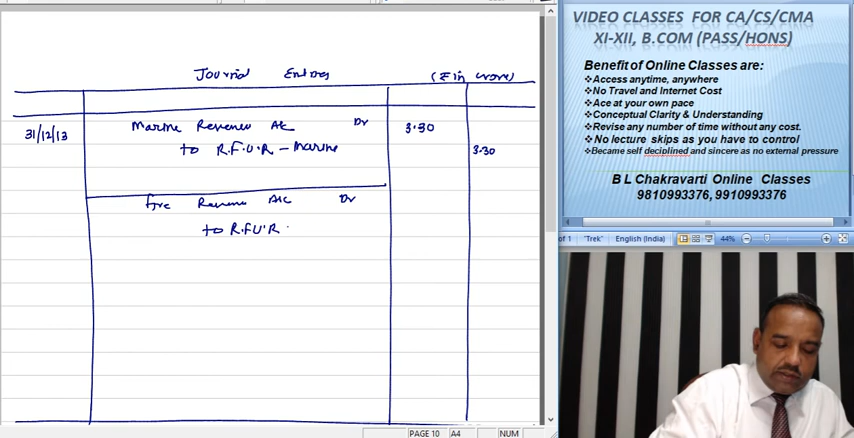 VIDEO CLASSES FOR CA/CS/CMA
XI-XII, B.COM (PASS/HONS)
Benefit of Online Classes are:
❖Access anytime, anywhere
❖No Travel and Internet Cost
❖Ace at your own pace
❖Conceptual Clarity & Understanding
❖Revise any number of time without any cost.
❖No lecture skips as you have to control
❖Became self deciplined and sincere as no external pressure
B L Chakravarti Online Classes
9810993376, 9910993376
of 1 "Trek" English (India) 44%
Journal Entries (₹ in crore)
31/12/13 Marine Revenue A/c Dr 3.30
to R.F.U.R - Marine 3.30
Fire Revenue A/c Dr
to R.F.U.R
PAGE 10 A4 NUM